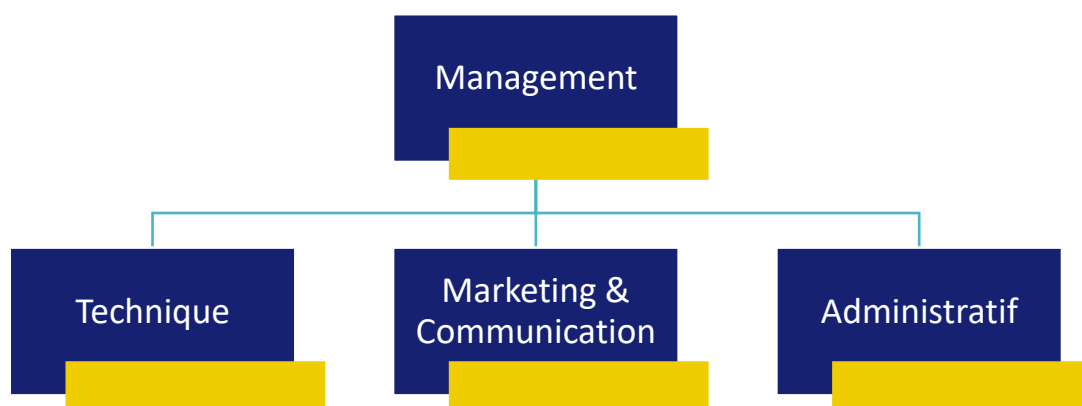 Management
Technique
Marketing &
Communication
Administratif